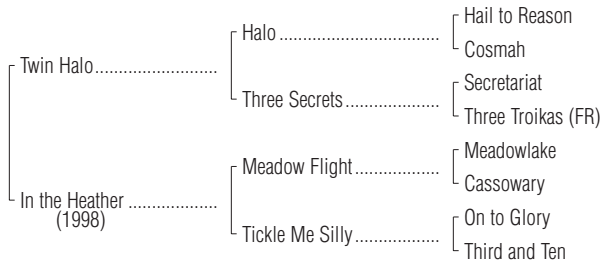 Hail to Reason
Halo
Cosmah
Twin Halo
Secretariat
Three Secrets
Three Troikas (FR)
Meadowlake
Meadow Flight
Cassowary
In the Heather
(1998)
On to Glory
Tickle Me Silly
Third and Ten